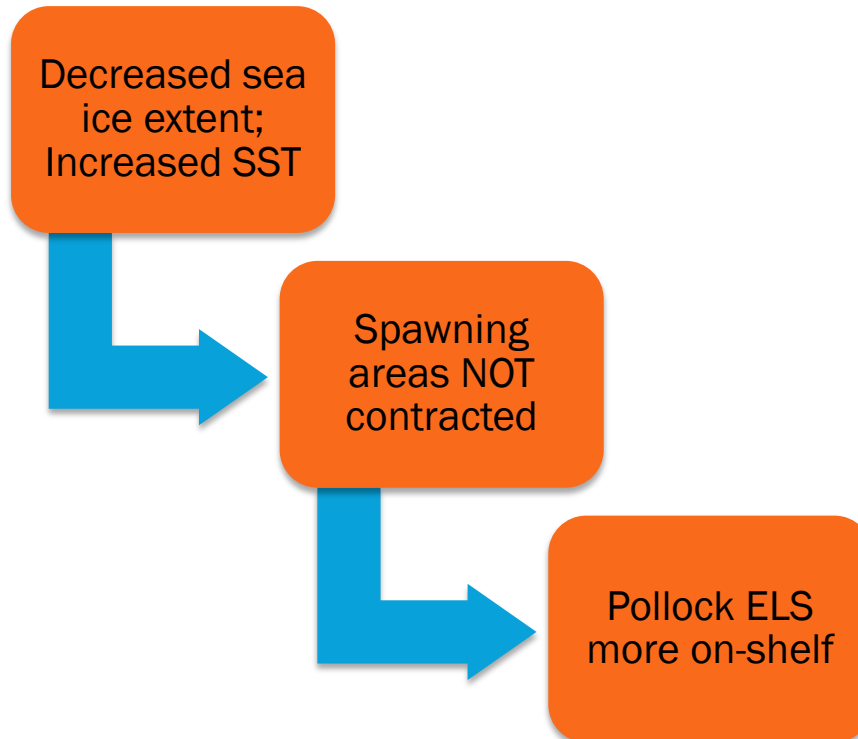 Decreased sea
ice extent;
Increased SST
Spawning
areas NOT
contracted
Pollock ELS
more on-shelf